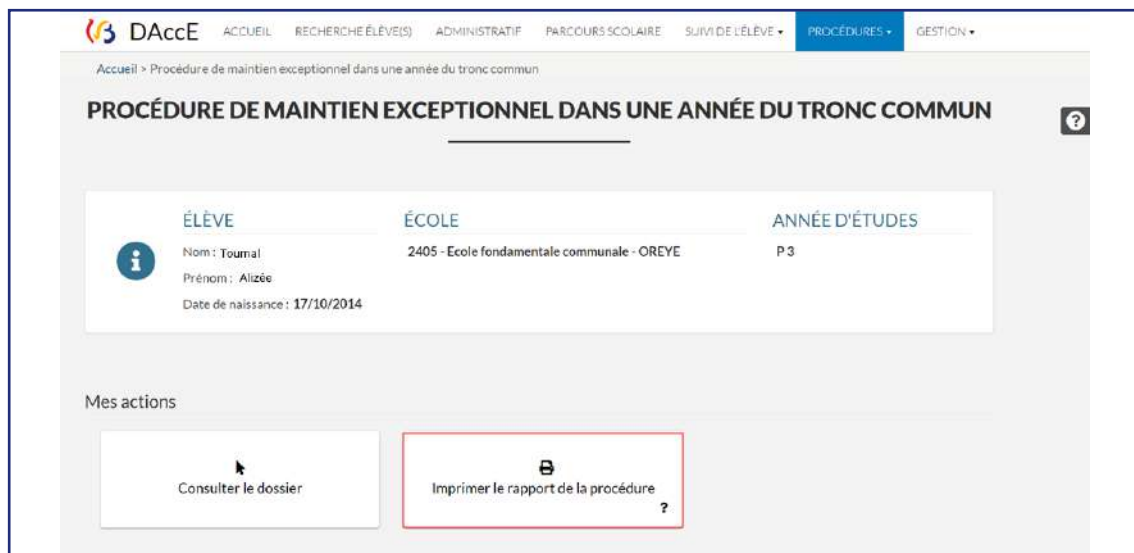 DAccE ACCUEIL RECHERCHE ÉLÈVE(S) ADMINISTRATIF PARCOURS SCOLAIRE SUIVI DE L'ÉLÈVE PROCÉDURES GESTION
Accueil > Procédure de maintien exceptionnel dans une année du tronc commun
PROCÉDURE DE MAINTIEN EXCEPTIONNEL DANS UNE ANNÉE DU TRONC COMMUN
?
ÉLÈVE ÉCOLE ANNÉE D'ÉTUDES
Nom : Tournal 2405 - Ecole fondamentale communale - OREYE P 3
Prénom : Alizée
Date de naissance : 17/10/2014
Mes actions
Consulter le dossier Imprimer le rapport de la procédure
?